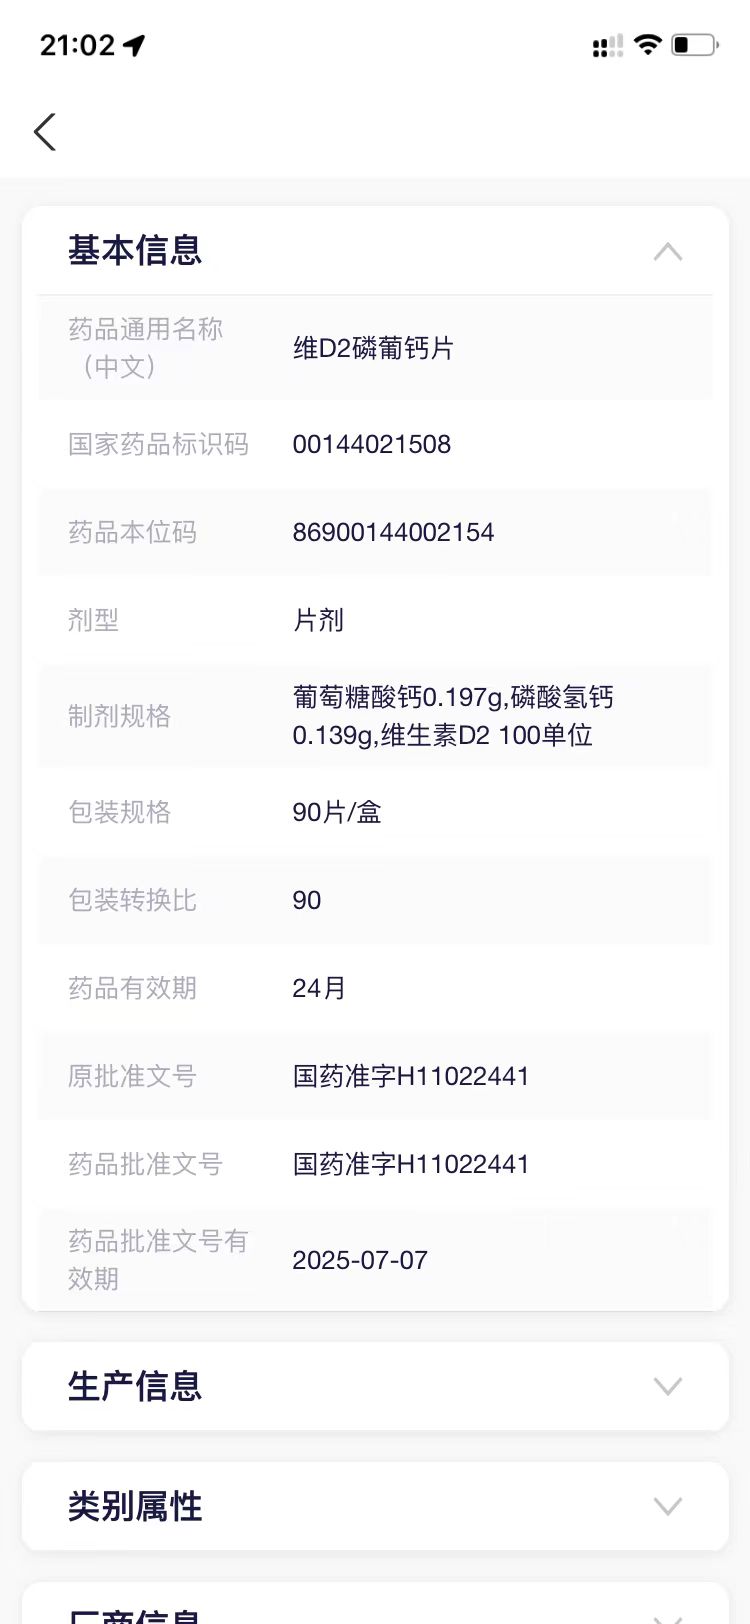 21:02
基本信息
药品通用名称
（中文）
维D2磷葡钙片
国家药品标识码
00144021508
药品本位码
86900144002154
剂型
片剂
制剂规格
葡萄糖酸钙0.197g,磷酸氢钙
0.139g,维生素D2 100单位
包装规格
90片/盒
包装转换比
90
药品有效期
24月
原批准文号
国药准字H11022441
药品批准文号
国药准字H11022441
药品批准文号有
效期
2025-07-07
生产信息
类别属性
厂商信息